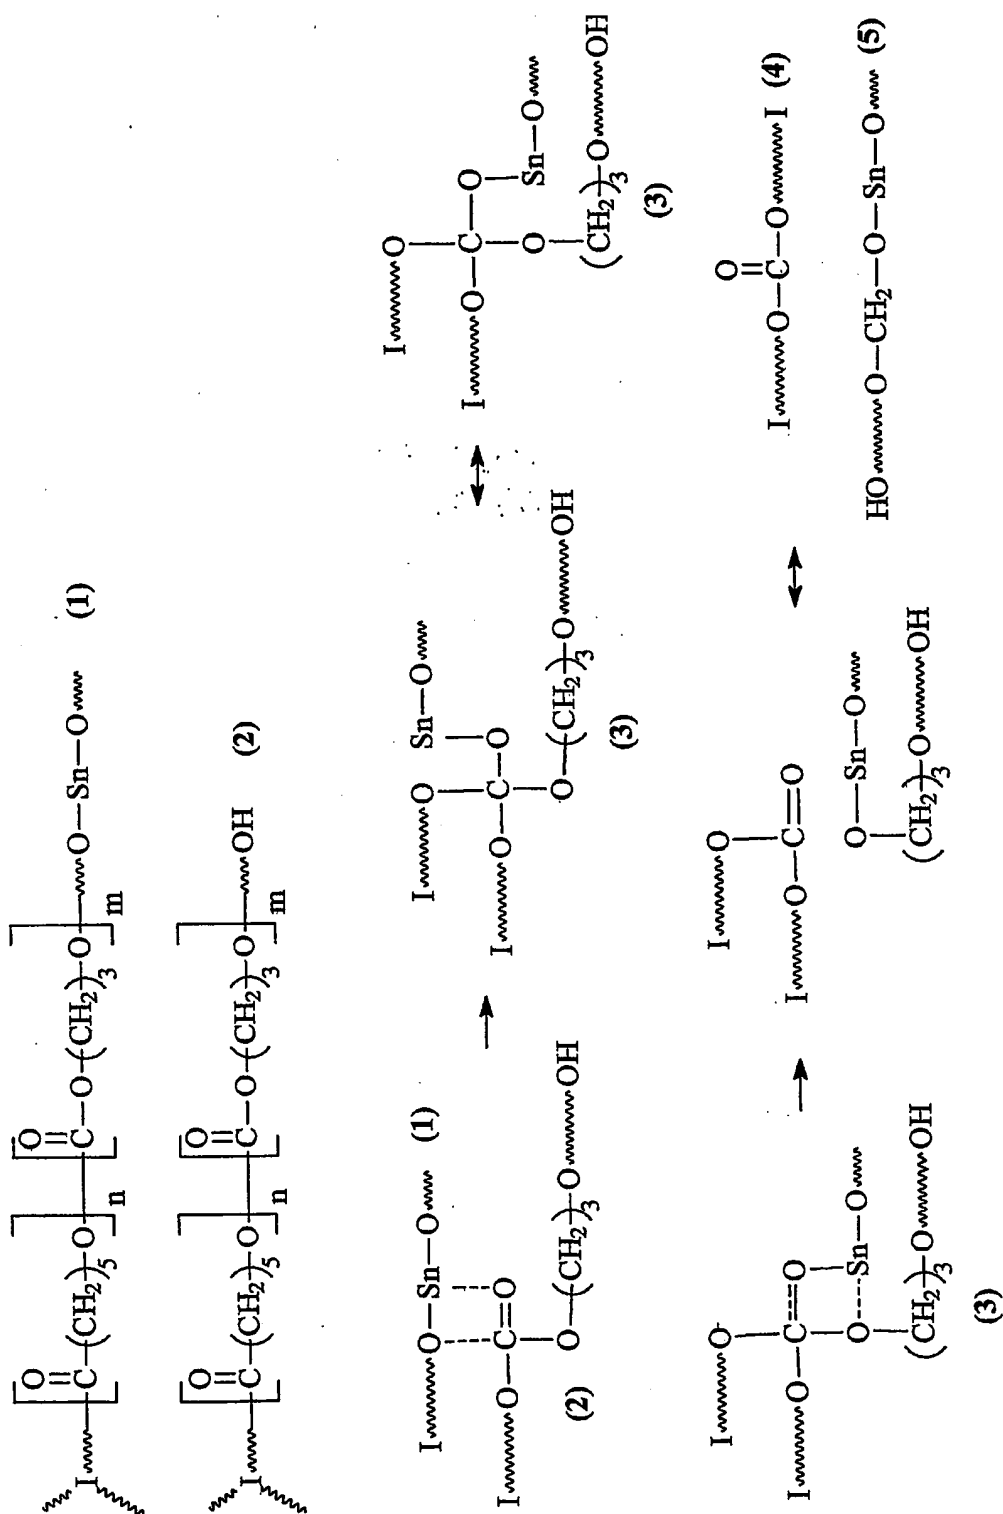 O O
I C (CH2)5 O n C O (CH2)3 O m O Sn O (1)
O O
I C (CH2)5 O n C O (CH2)3 O m OH (2)
I O Sn O (1)
I O C O
(2) O (CH2)3 O OH
I O Sn O
I O C O
O (CH2)3 O OH
(3)
I O
I O C O
O Sn O
(CH2)3 O OH
(3)
I O
I O C O
O Sn O
(CH2)3 O OH
(3)
I O
I O C O
O Sn O
(CH2)3 O OH
O
I O C O I (4)
HO O CH2 O Sn O (5)